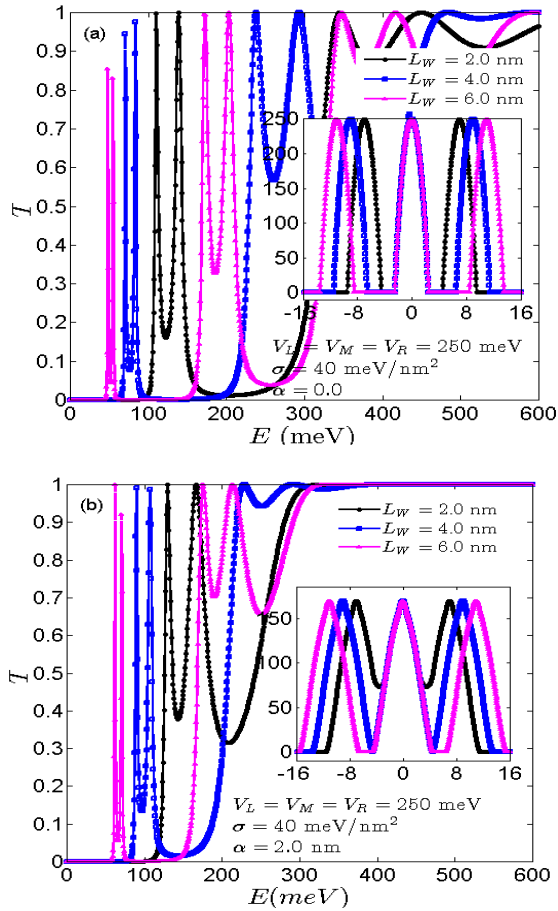 (a)
L_W = 2.0 nm
L_W = 4.0 nm
L_W = 6.0 nm
1
0.9
0.8
0.7
0.6
0.5
0.4
0.3
0.2
0.1
0
T
250
200
150
100
50
0
-16 -8 0 8 16
V_L = V_M = V_R = 250 meV
σ = 40 meV/nm²
α = 0.0
0 100 200 300 400 500 600
E (meV)
(b)
L_W = 2.0 nm
L_W = 4.0 nm
L_W = 6.0 nm
1
0.9
0.8
0.7
0.6
0.5
0.4
0.3
0.2
0.1
0
T
150
100
50
0
-16 -8 0 8 16
V_L = V_M = V_R = 250 meV
σ = 40 meV/nm²
α = 2.0 nm
0 100 200 300 400 500 600
E(meV)